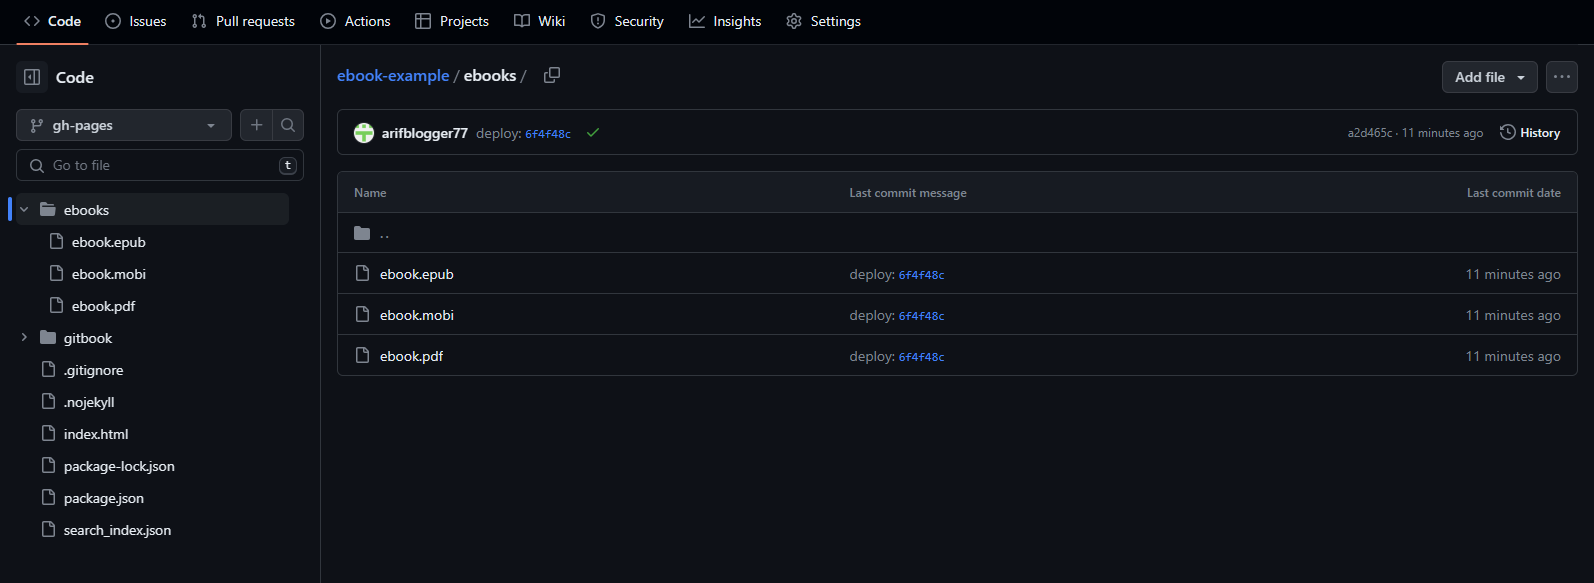 Code Issues Pull requests Actions Projects Wiki Security Insights Settings
Code
gh-pages
Go to file t
ebooks
ebook.epub
ebook.mobi
ebook.pdf
gitbook
.gitignore
.nojekyll
index.html
package-lock.json
package.json
search_index.json
ebook-example / ebooks /
Add file
arifblogger77 deploy: 6f4f48c a2d465c · 11 minutes ago History
Name Last commit message Last commit date
..
ebook.epub deploy: 6f4f48c 11 minutes ago
ebook.mobi deploy: 6f4f48c 11 minutes ago
ebook.pdf deploy: 6f4f48c 11 minutes ago